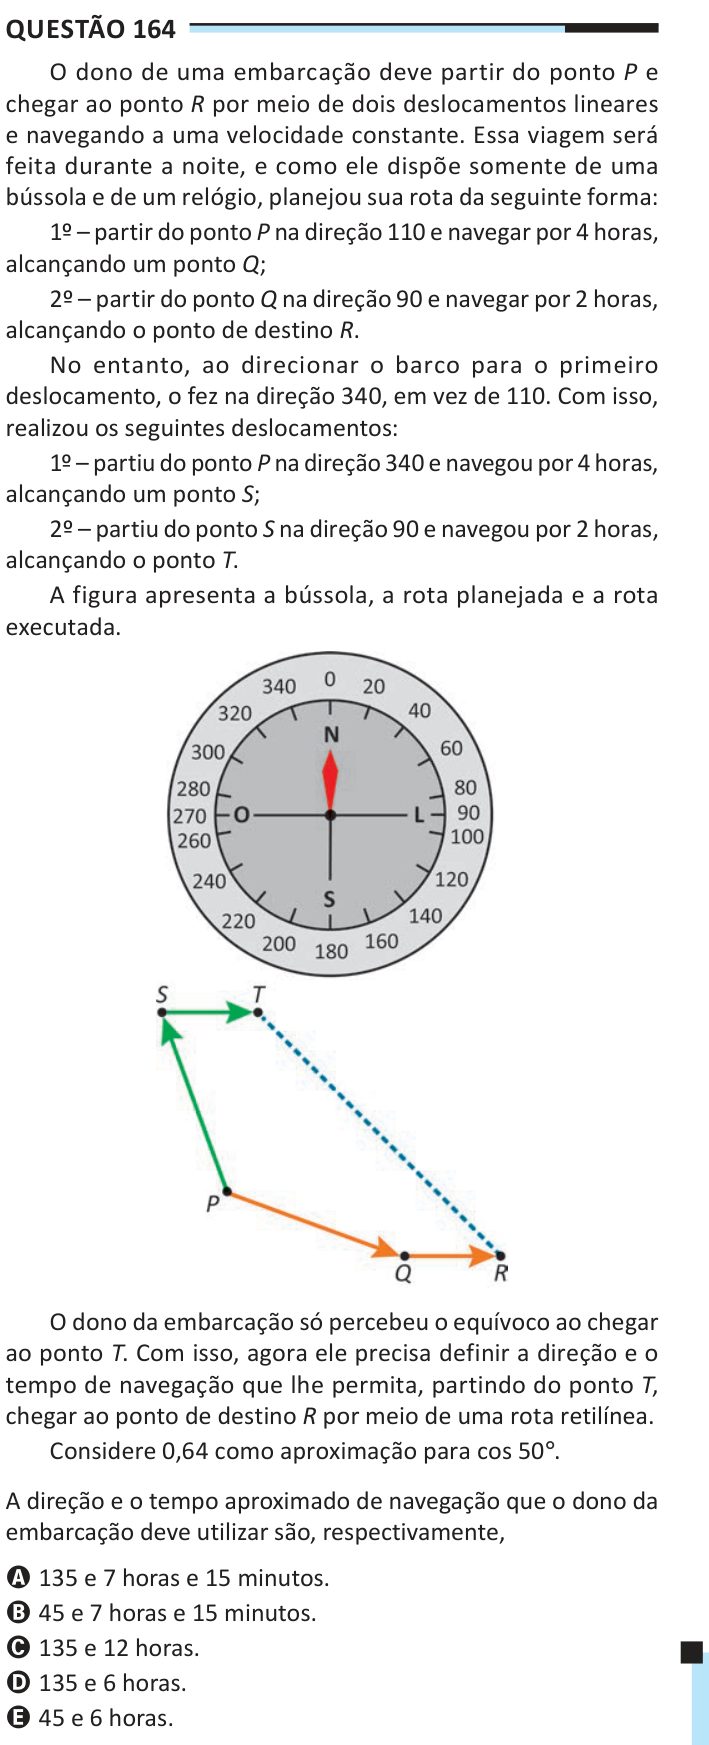 QUESTÃO 164
O dono de uma embarcação deve partir do ponto P e
chegar ao ponto R por meio de dois deslocamentos lineares
e navegando a uma velocidade constante. Essa viagem será
feita durante a noite, e como ele dispõe somente de uma
bússola e de um relógio, planejou sua rota da seguinte forma:
1º – partir do ponto P na direção 110 e navegar por 4 horas,
alcançando um ponto Q;
2º – partir do ponto Q na direção 90 e navegar por 2 horas,
alcançando o ponto de destino R.
No entanto, ao direcionar o barco para o primeiro
deslocamento, o fez na direção 340, em vez de 110. Com isso,
realizou os seguintes deslocamentos:
1º – partiu do ponto P na direção 340 e navegou por 4 horas,
alcançando um ponto S;
2º – partiu do ponto S na direção 90 e navegou por 2 horas,
alcançando o ponto T.
A figura apresenta a bússola, a rota planejada e a rota
executada.
340 0 20
320 40
N
300 60
280 80
270 O L 90
260 100
240 120
S
220 140
200 180 160
S T
P
Q R
O dono da embarcação só percebeu o equívoco ao chegar
ao ponto T. Com isso, agora ele precisa definir a direção e o
tempo de navegação que lhe permita, partindo do ponto T,
chegar ao ponto de destino R por meio de uma rota retilínea.
Considere 0,64 como aproximação para cos 50°.
A direção e o tempo aproximado de navegação que o dono da
embarcação deve utilizar são, respectivamente,
A 135 e 7 horas e 15 minutos.
B 45 e 7 horas e 15 minutos.
C 135 e 12 horas.
D 135 e 6 horas.
E 45 e 6 horas.